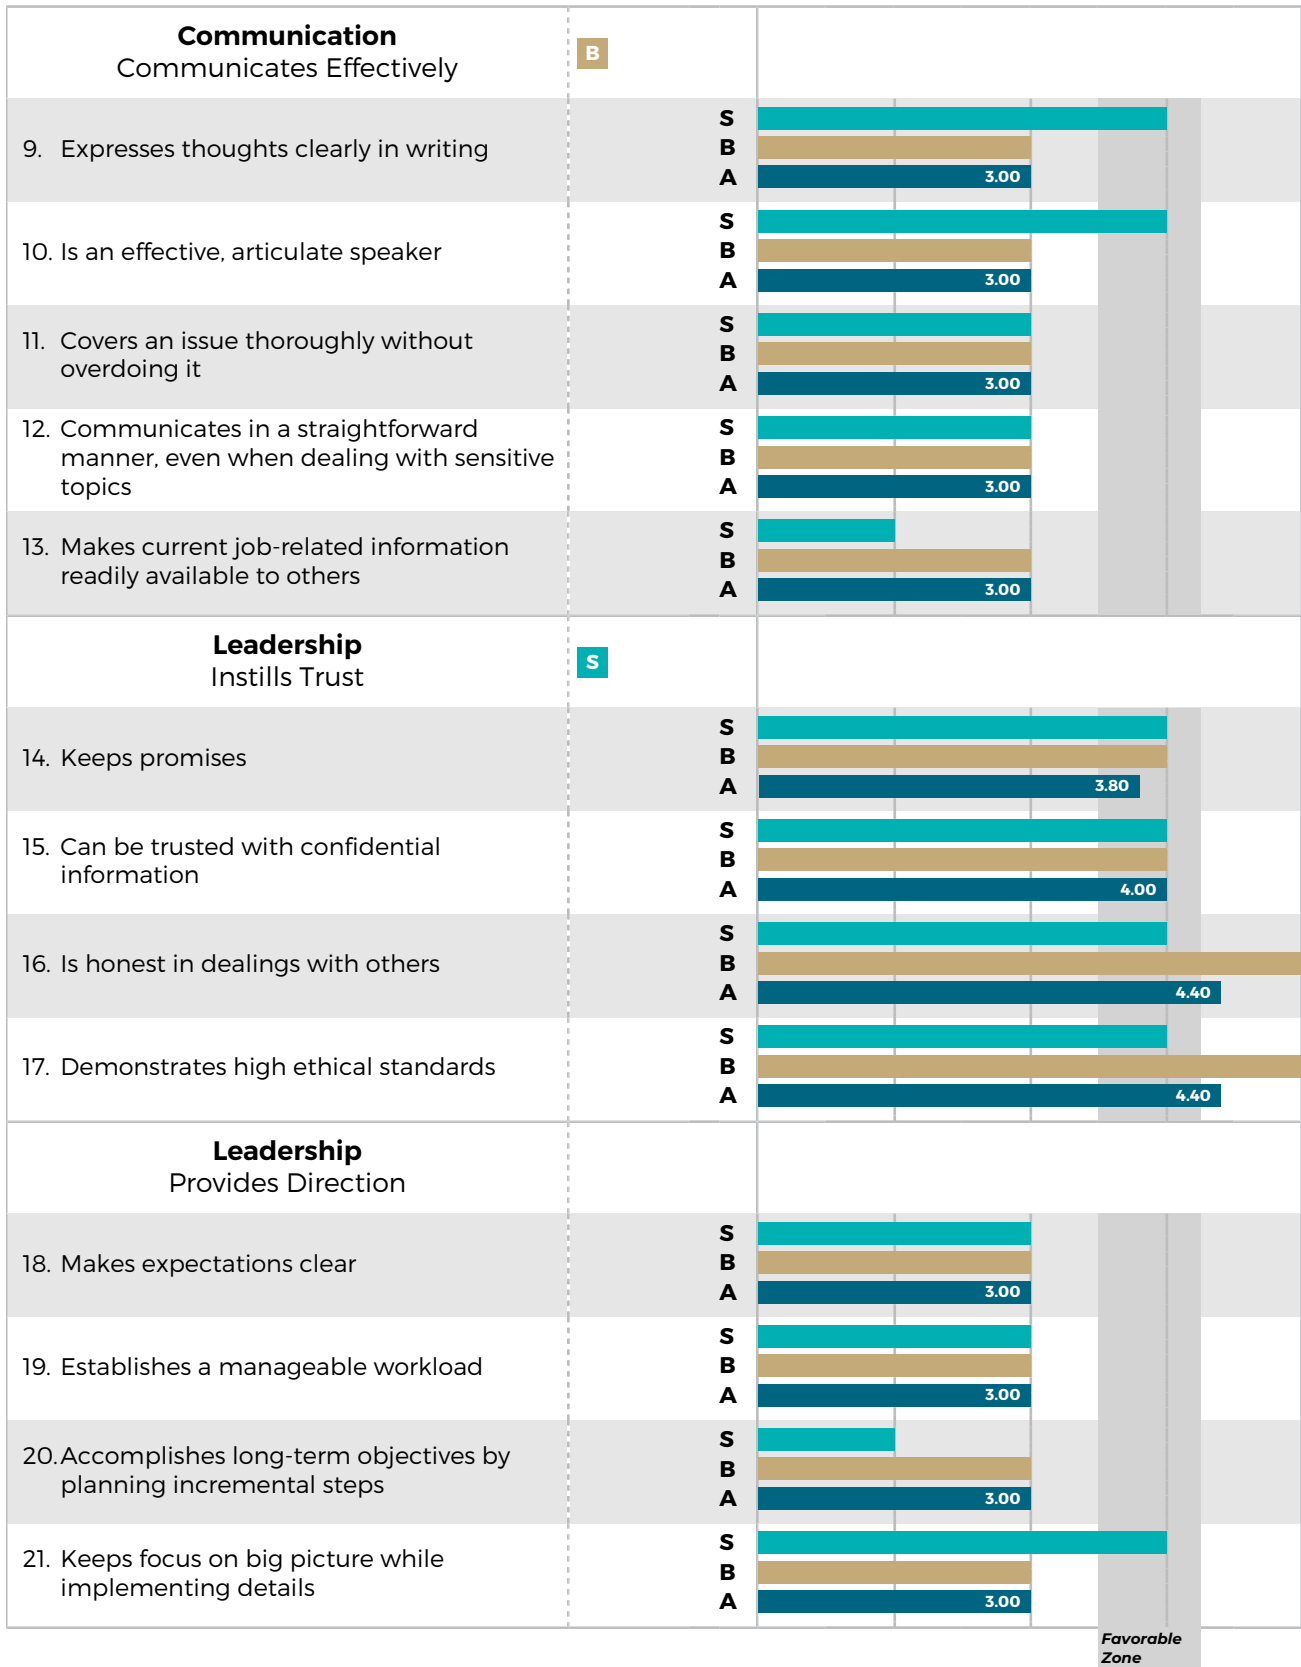 Communication
Communicates Effectively
B
9. Expresses thoughts clearly in writing
S
B
A 3.00
10. Is an effective, articulate speaker
S
B
A 3.00
11. Covers an issue thoroughly without
overdoing it
S
B
A 3.00
12. Communicates in a straightforward
manner, even when dealing with sensitive
topics
S
B
A 3.00
13. Makes current job-related information
readily available to others
S
B
A 3.00
Leadership
Instills Trust
S
14. Keeps promises
S
B
A 3.80
15. Can be trusted with confidential
information
S
B
A 4.00
16. Is honest in dealings with others
S
B
A 4.40
17. Demonstrates high ethical standards
S
B
A 4.40
Leadership
Provides Direction
18. Makes expectations clear
S
B
A 3.00
19. Establishes a manageable workload
S
B
A 3.00
20. Accomplishes long-term objectives by
planning incremental steps
S
B
A 3.00
21. Keeps focus on big picture while
implementing details
S
B
A 3.00
Favorable
Zone